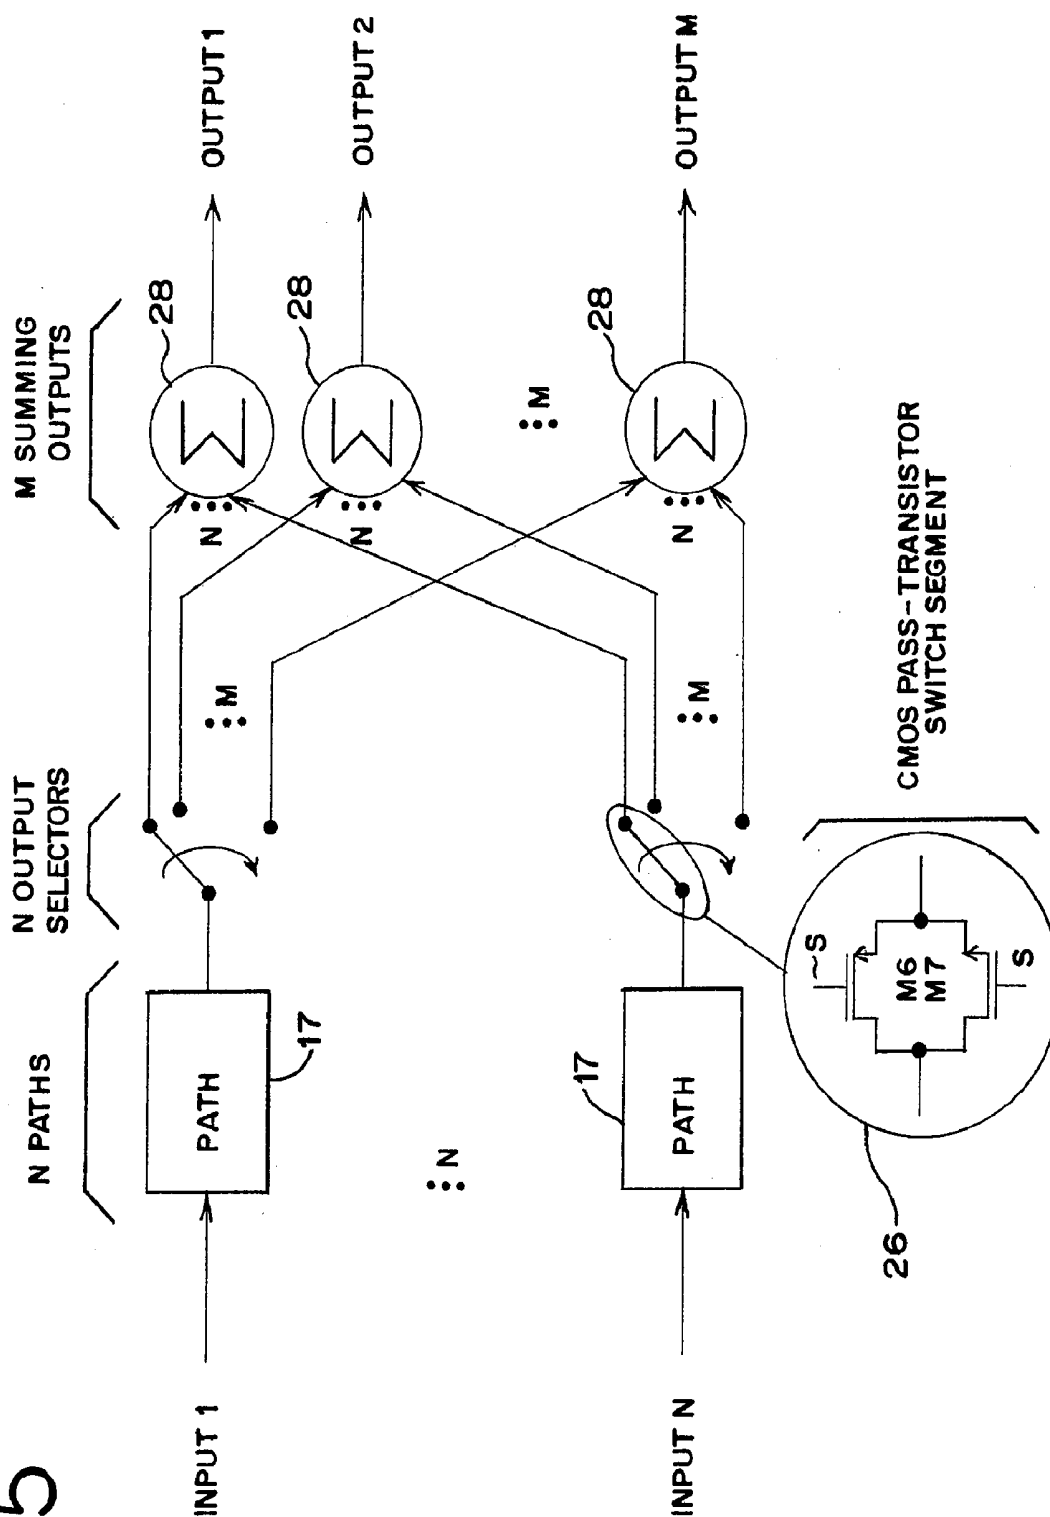 5
N PATHS
N OUTPUT
SELECTORS
M SUMMING
OUTPUTS
INPUT 1
PATH
17
⋮M
N
28
OUTPUT 1
N
28
OUTPUT 2
⋮N
⋮M
INPUT N
PATH
17
⋮M
N
28
OUTPUT M
26
~S
M6
M7
S
CMOS PASS-TRANSISTOR
SWITCH SEGMENT